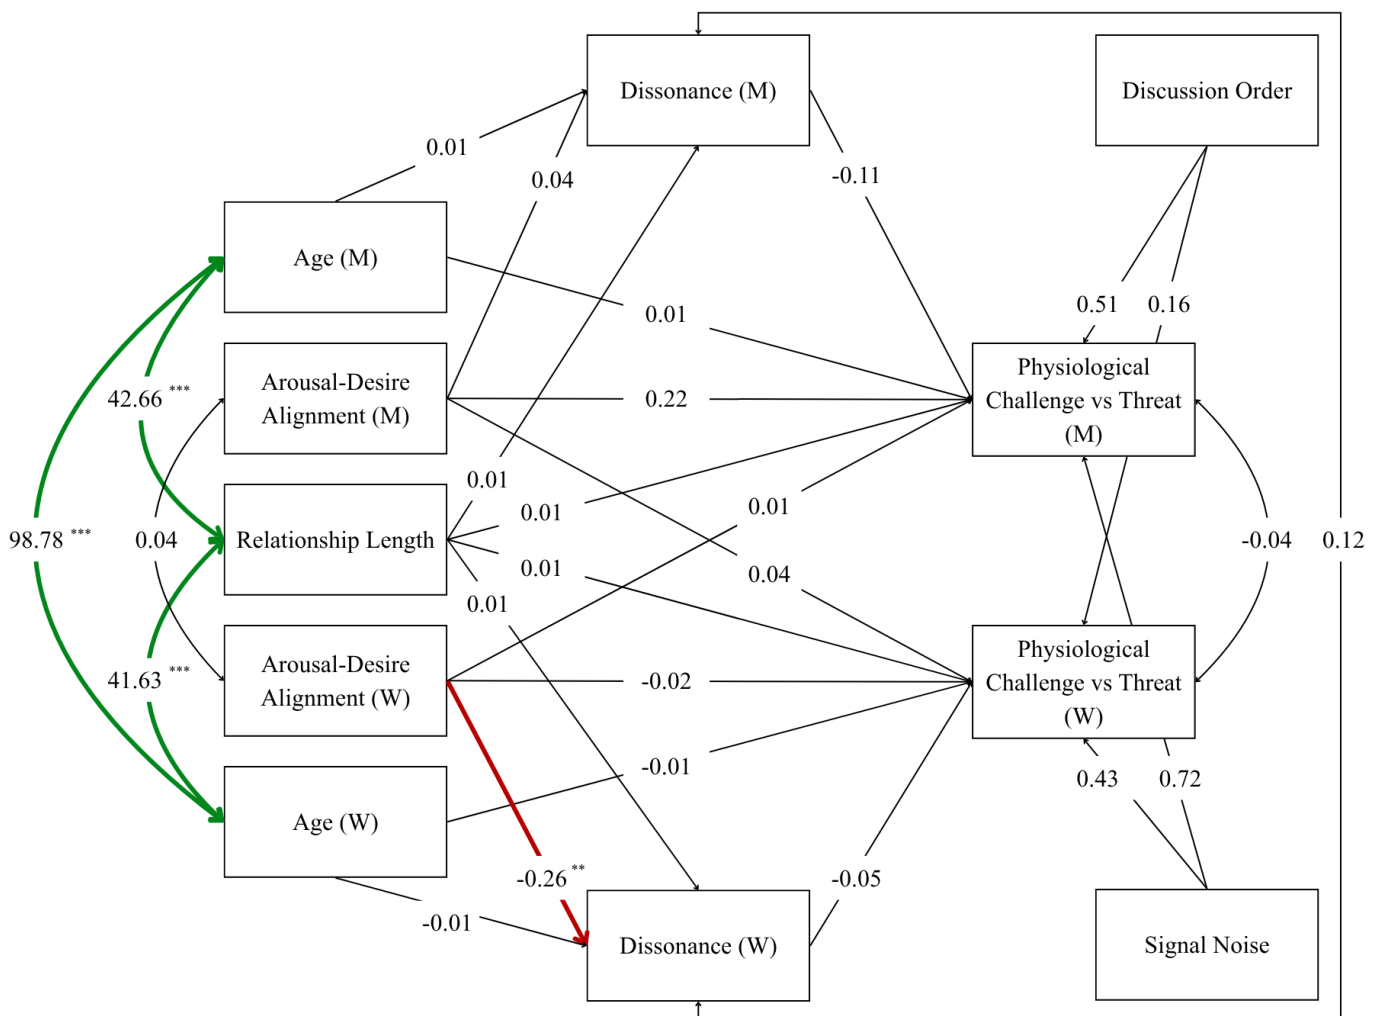 Dissonance (M)
Discussion Order
0.01
0.04
-0.11
Age (M)
0.01
0.51
0.16
Arousal-Desire
Alignment (M)
42.66 ***
0.22
Physiological
Challenge vs Threat
(M)
0.01
0.01
0.01
Relationship Length
98.78 ***
0.04
-0.04
0.12
0.01
0.04
0.01
Arousal-Desire
Alignment (W)
41.63 ***
-0.02
Physiological
Challenge vs Threat
(W)
-0.01
0.43
0.72
Age (W)
-0.26 **
-0.05
-0.01
Dissonance (W)
Signal Noise